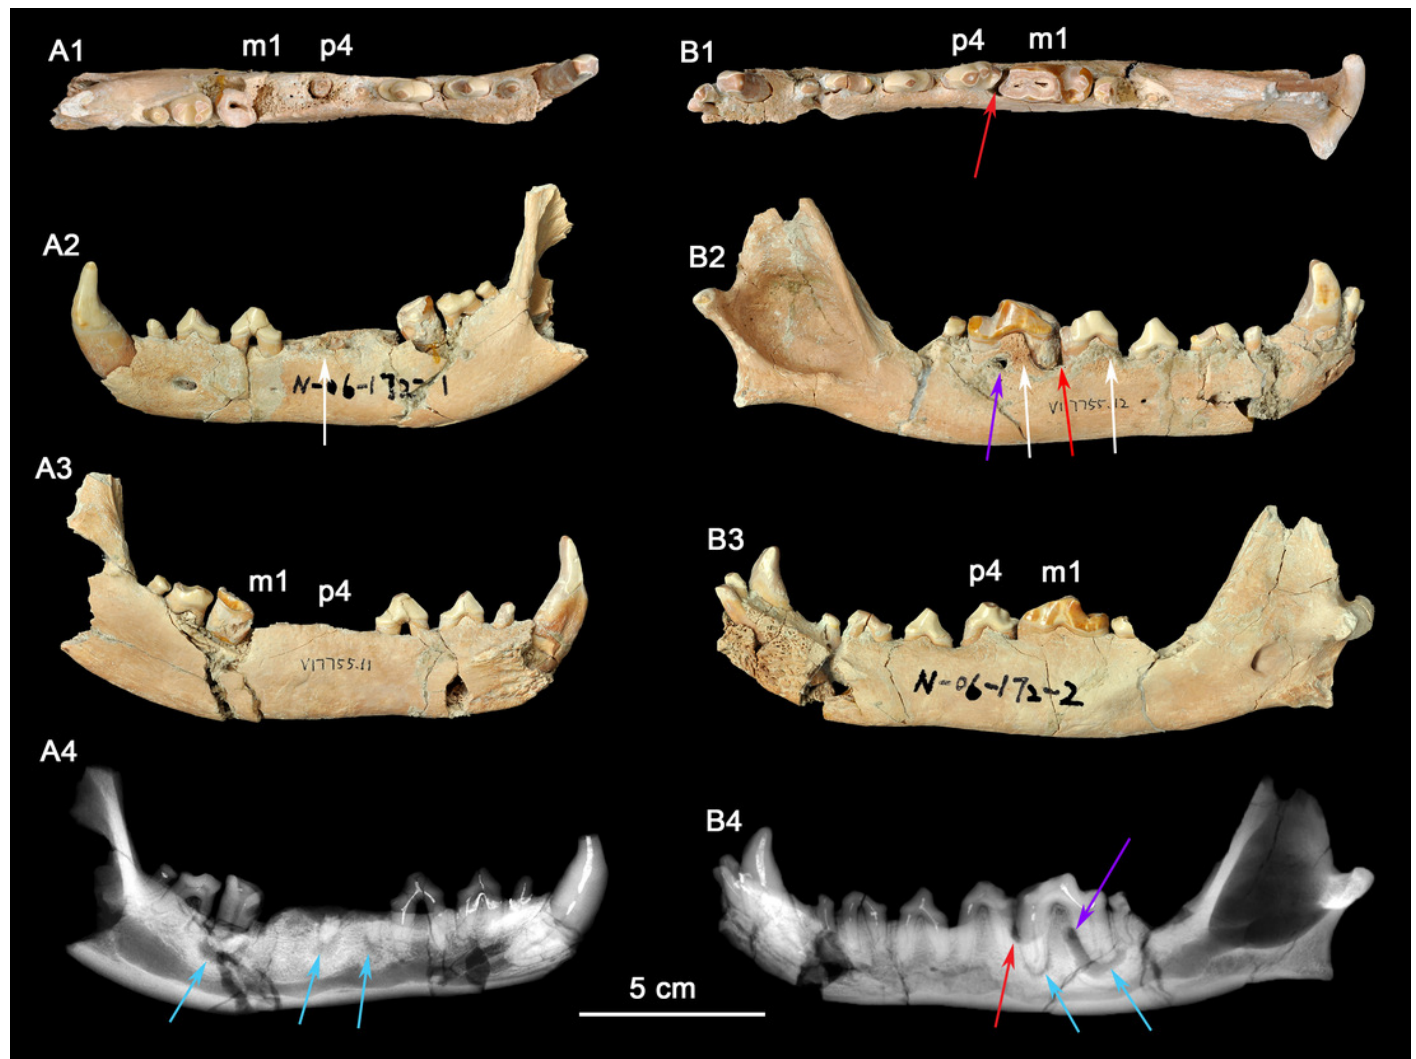 A1 m1 p4
B1 p4 m1
A2
N-06-172-1
B2
V17755.12
A3 m1 p4
V17755.11
B3 p4 m1
N-06-172-2
A4
B4
5 cm